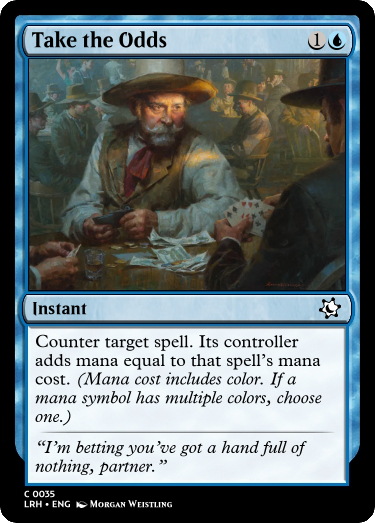 Take the Odds 1
Instant
Counter target spell. Its controller
adds mana equal to that spell's mana
cost. (Mana cost includes color. If a
mana symbol has multiple colors, choose
one.)
“I'm betting you've got a hand full of
nothing, partner.”
C 0035
LRH • ENG Morgan Weistling